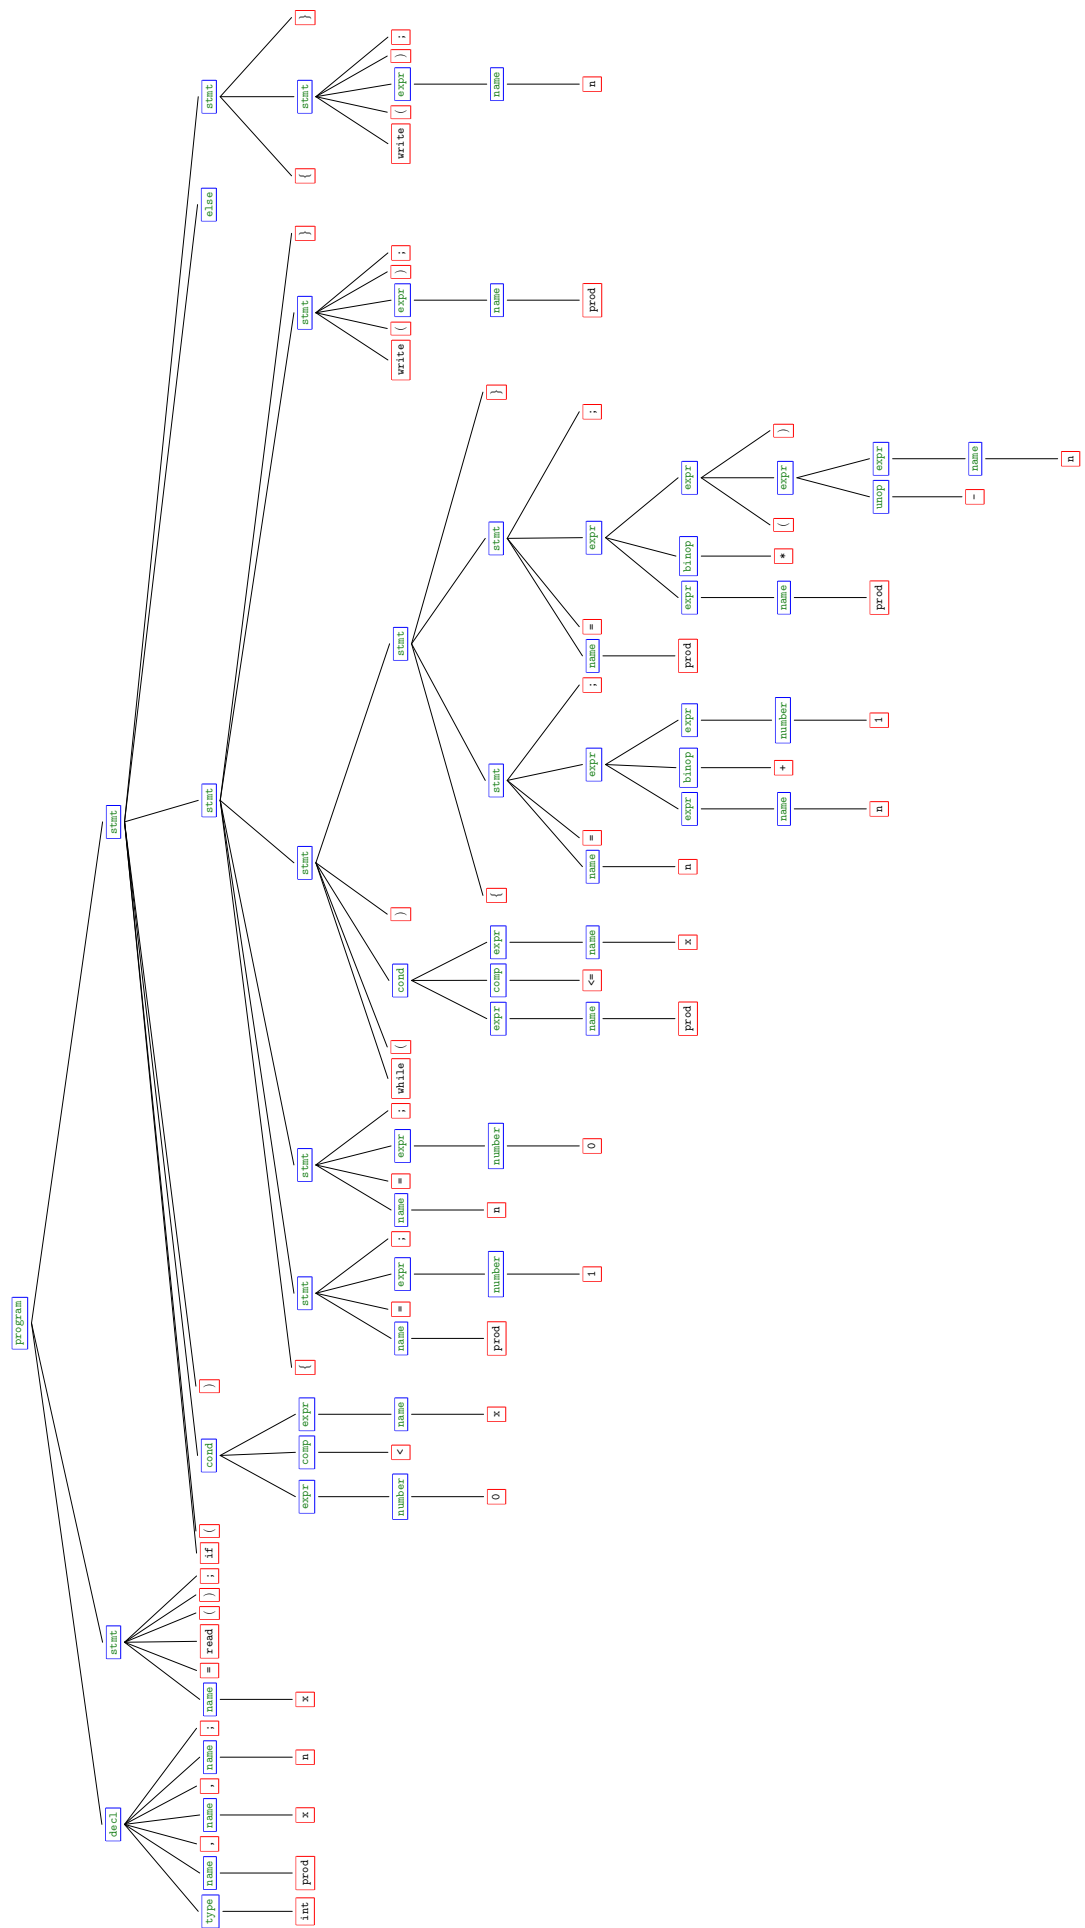 program
decl stmt stmt
type name , name , name ; name = read ( ) ; if ( cond ) stmt else stmt
int prod x n x expr comp expr { stmt stmt stmt stmt } { stmt }
number < name name = expr ; name = expr ; while ( cond ) stmt write ( expr ) ; write ( expr ) ;
0 x prod number n number expr comp expr { stmt stmt } name name
1 0 name <= name name = expr ; name = expr ; prod n
prod x n expr binop expr prod expr binop expr
name + number name * ( expr )
n 1 prod unop expr
- name
n